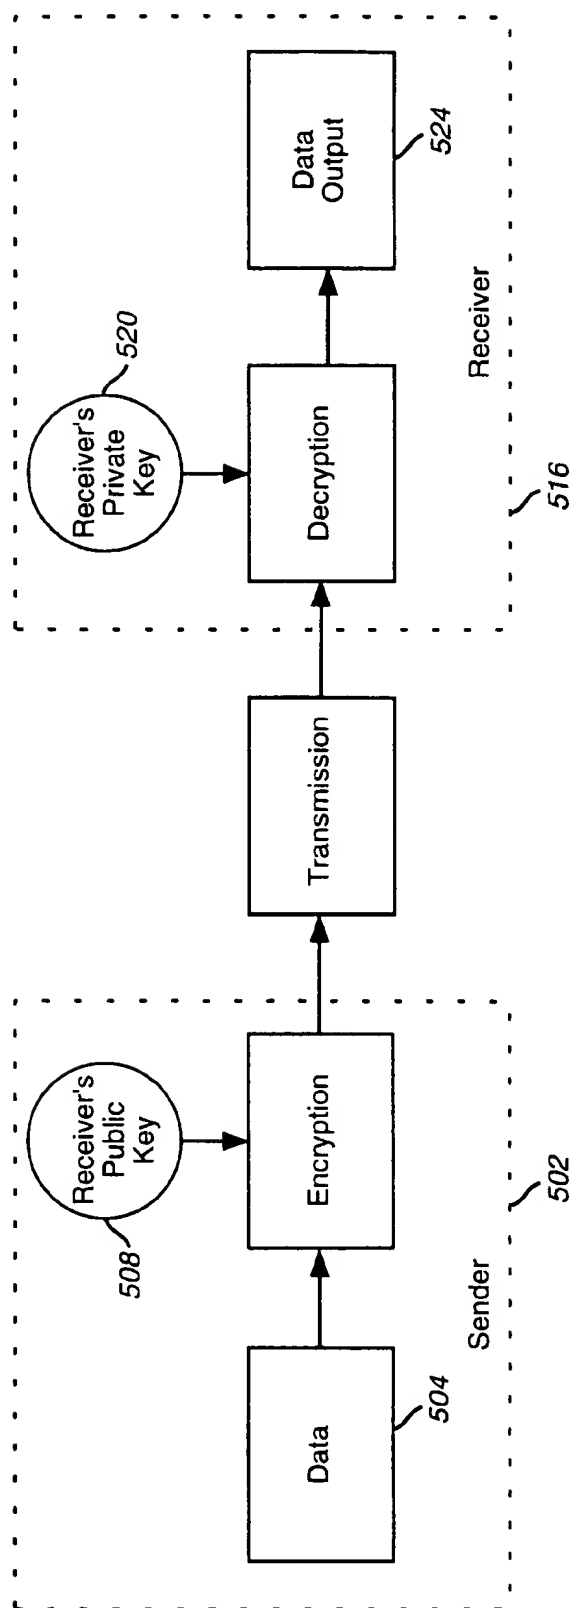 Receiver's
Public
Key
508
Data
504
Encryption
Sender
502
Transmission
Receiver's
Private
Key
520
Decryption
Data
Output
524
Receiver
516